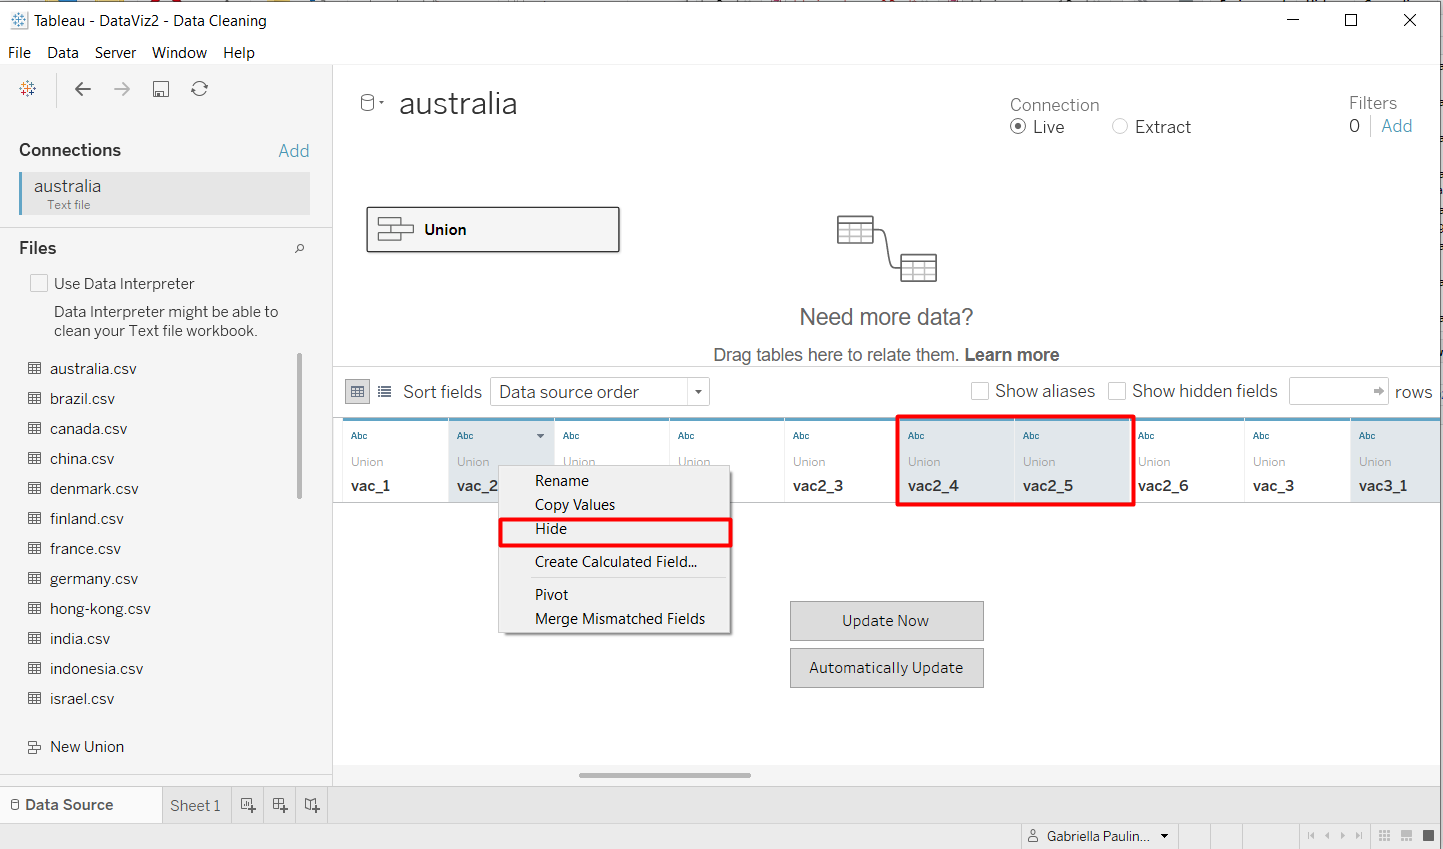 Tableau - DataViz2 - Data Cleaning
File Data Server Window Help
australia
Connection
Live Extract
Filters
0 Add
Connections Add
australia
Text file
Files
Use Data Interpreter
Data Interpreter might be able to
clean your Text file workbook.
australia.csv
brazil.csv
canada.csv
china.csv
denmark.csv
finland.csv
france.csv
germany.csv
hong-kong.csv
india.csv
indonesia.csv
israel.csv
New Union
Union
Need more data?
Drag tables here to relate them. Learn more
Sort fields Data source order Show aliases Show hidden fields rows
Abc Abc Abc Abc Abc Abc Abc Abc Abc Abc
Union Union Union Union Union Union Union Union Union Union
vac_1 vac_2 vac2_3 vac2_4 vac2_5 vac2_6 vac_3 vac3_1
Rename
Copy Values
Hide
Create Calculated Field...
Pivot
Merge Mismatched Fields
Update Now
Automatically Update
Data Source Sheet 1
Gabriella Paulin...